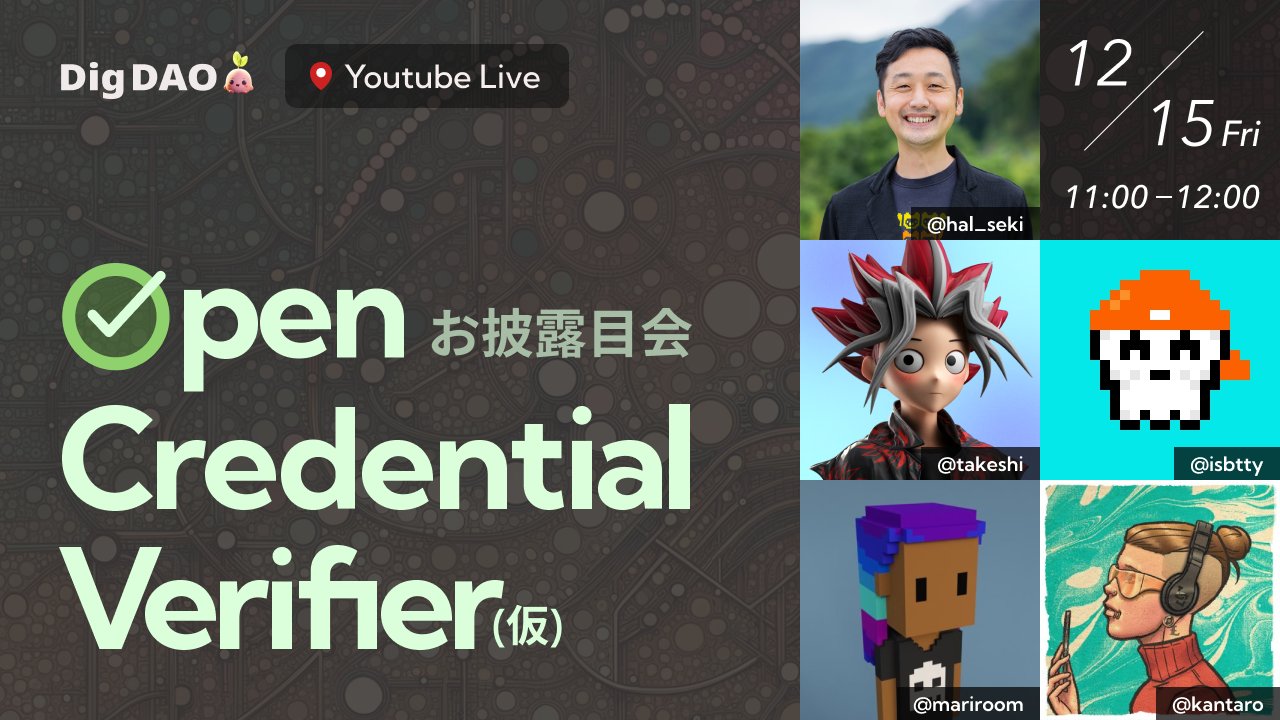 Dig DAO
Youtube Live
Open お披露目会
Credential
Verifier(仮)
12
15 Fri
11:00 – 12:00
@hal_seki
@takeshi
@isbtty
@mariroom
@kantaro